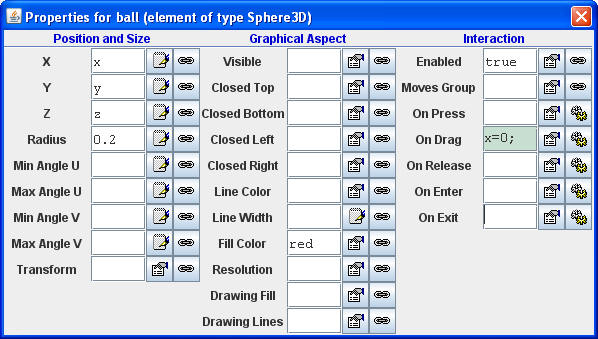 Properties for ball (element of type Sphere3D)
Position and Size
X x
Y y
Z z
Radius 0.2
Min Angle U
Max Angle U
Min Angle V
Max Angle V
Transform
Graphical Aspect
Visible
Closed Top
Closed Bottom
Closed Left
Closed Right
Line Color
Line Width
Fill Color red
Resolution
Drawing Fill
Drawing Lines
Interaction
Enabled true
Moves Group
On Press
On Drag x=0;
On Release
On Enter
On Exit